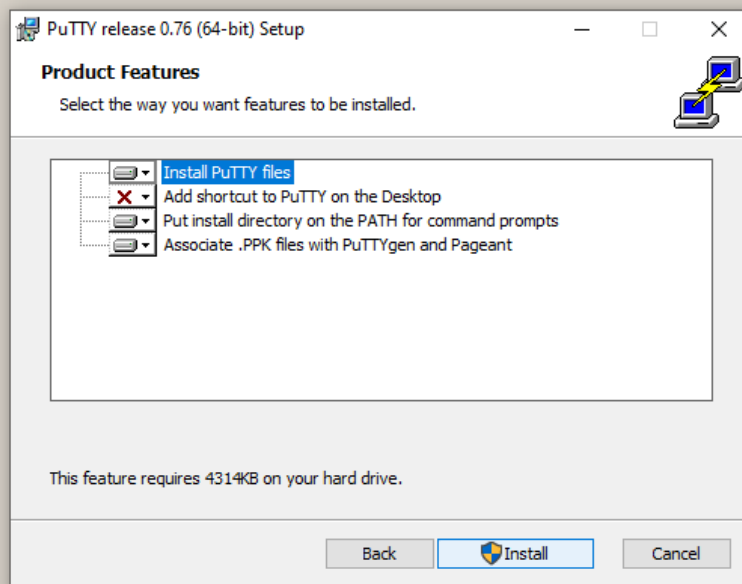 PuTTY release 0.76 (64-bit) Setup
Product Features
Select the way you want features to be installed.
Install PuTTY files
Add shortcut to PuTTY on the Desktop
Put install directory on the PATH for command prompts
Associate .PPK files with PuTTYgen and Pageant
This feature requires 4314KB on your hard drive.
Back Install Cancel